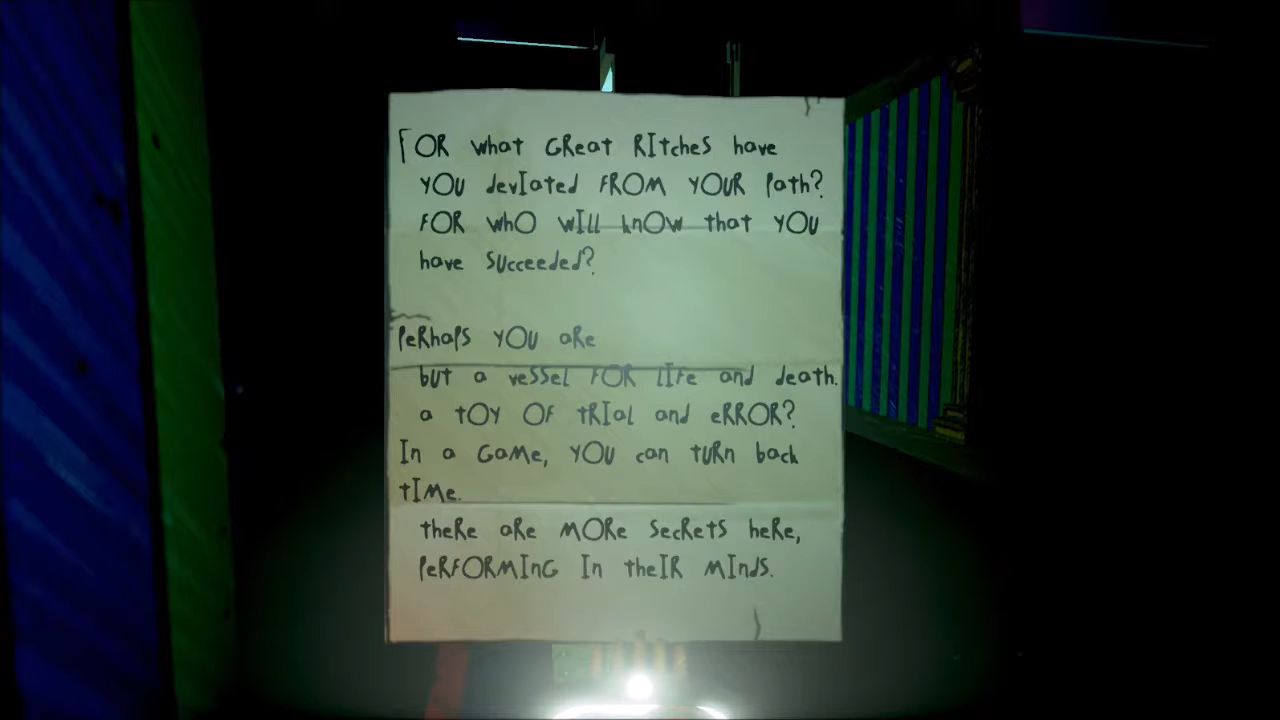 FOR what GReat RItcheS have
YOU devIated FROM YOUR Path?
FOR whO wIll knOw that YOU
have SUcceeded?
PeRhaPS YOU aRe
but a veSSel FOR LIFe and death.
a tOY OF tRIal and eRROR?
In a GaMe, YOU can tURn back
tIMe.
theRe aRe MORe SecRetS heRe,
PeRFORMInG In theIR MIndS.